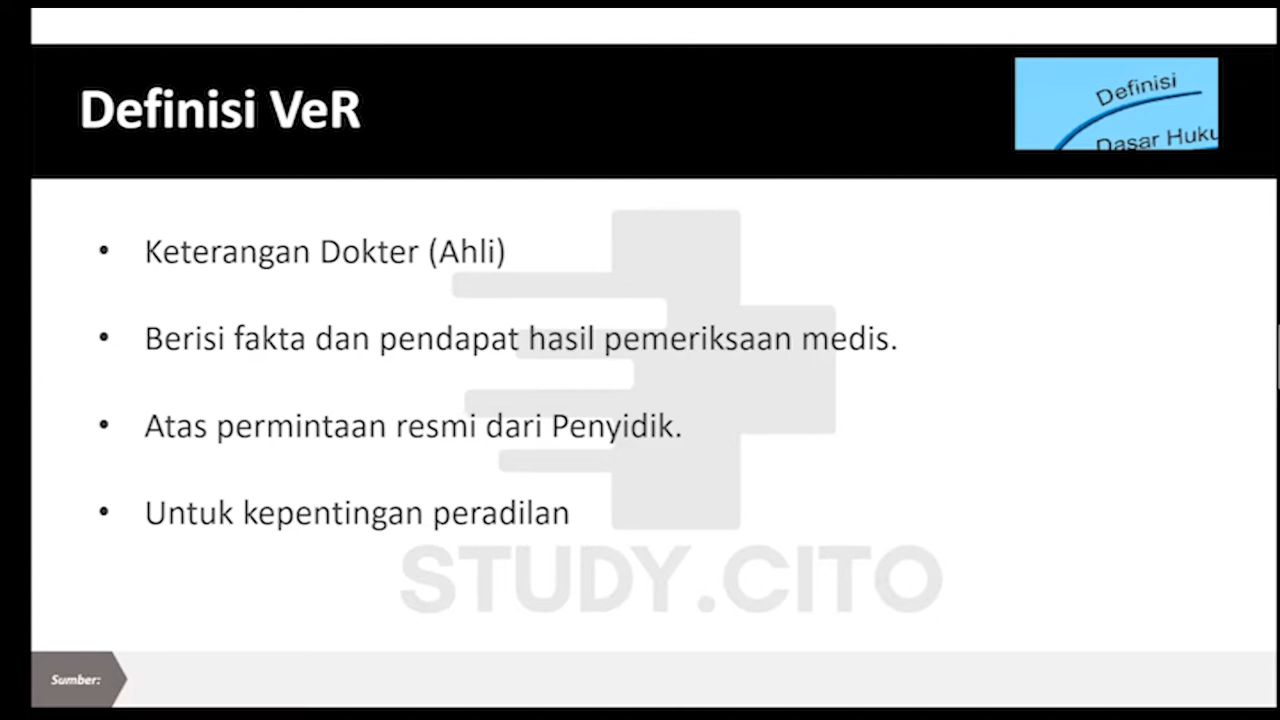 Definisi VeR
Definisi
Dasar Huku
• Keterangan Dokter (Ahli)
• Berisi fakta dan pendapat hasil pemeriksaan medis.
• Atas permintaan resmi dari Penyidik.
• Untuk kepentingan peradilan
STUDY.CITO
Sumber: